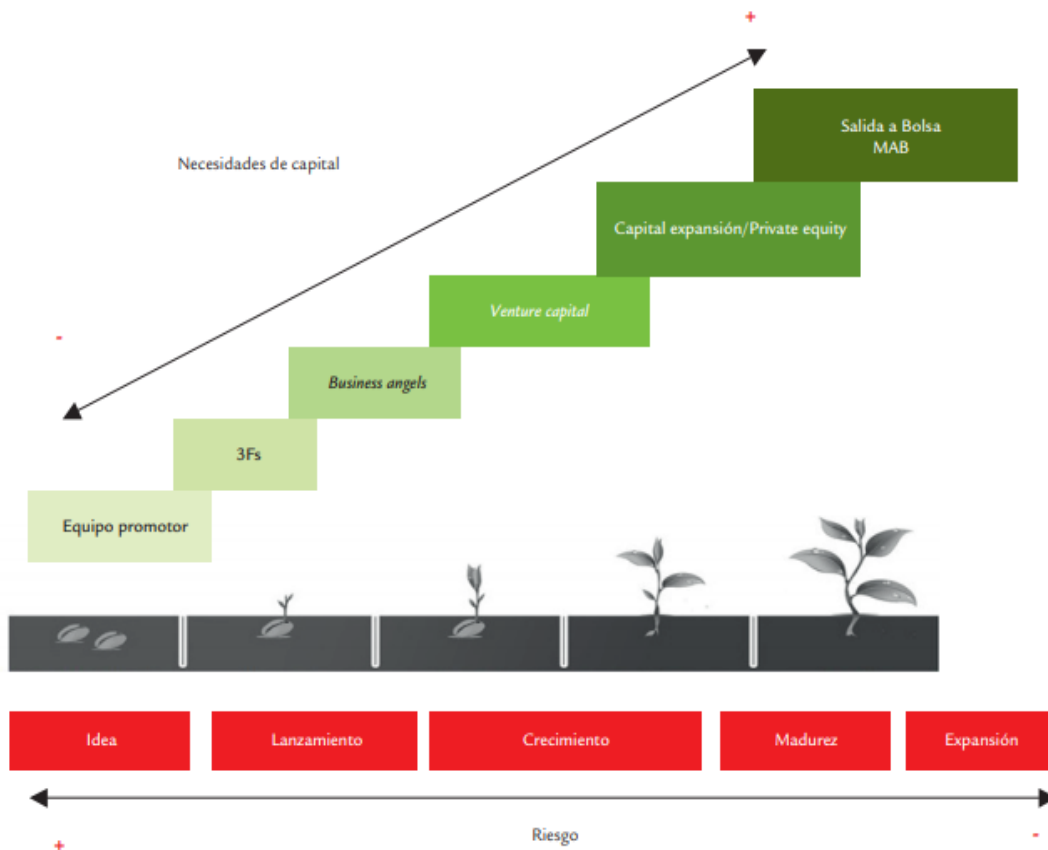 +
Salida a Bolsa
MAB
Necesidades de capital
Capital expansión/Private equity
Venture capital
-
Business angels
3Fs
Equipo promotor
Idea
Lanzamiento
Crecimiento
Madurez
Expansión
Riesgo
+
-